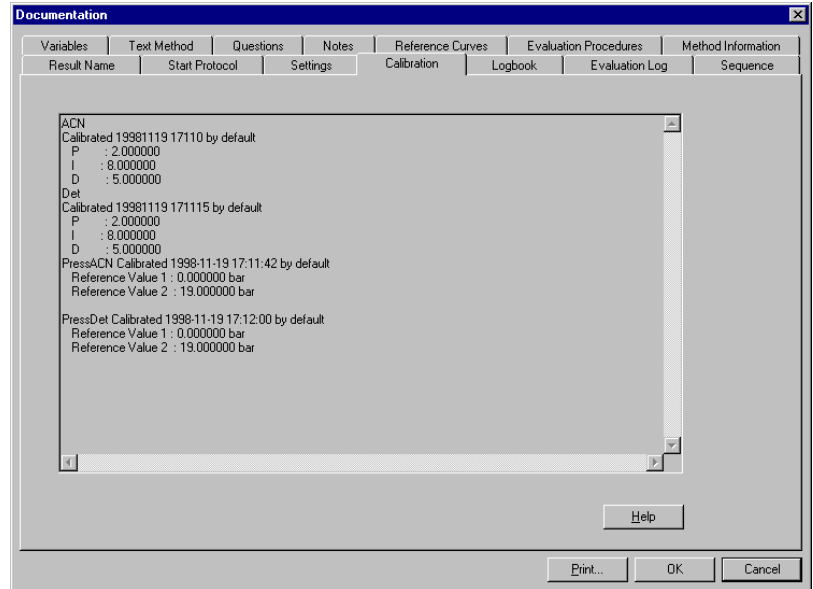 Documentation
Variables Text Method Questions Notes Reference Curves Evaluation Procedures Method Information
Result Name Start Protocol Settings Calibration Logbook Evaluation Log Sequence
ACN
Calibrated 19981119 17110 by default
P : 2.000000
I : 8.000000
D : 5.000000
Det
Calibrated 19981119 171115 by default
P : 2.000000
I : 8.000000
D : 5.000000
PressACN Calibrated 1998-11-19 17:11:42 by default
Reference Value 1 : 0.000000 bar
Reference Value 2 : 19.000000 bar
PressDet Calibrated 1998-11-19 17:12:00 by default
Reference Value 1 : 0.000000 bar
Reference Value 2 : 19.000000 bar
Help
Print... OK Cancel